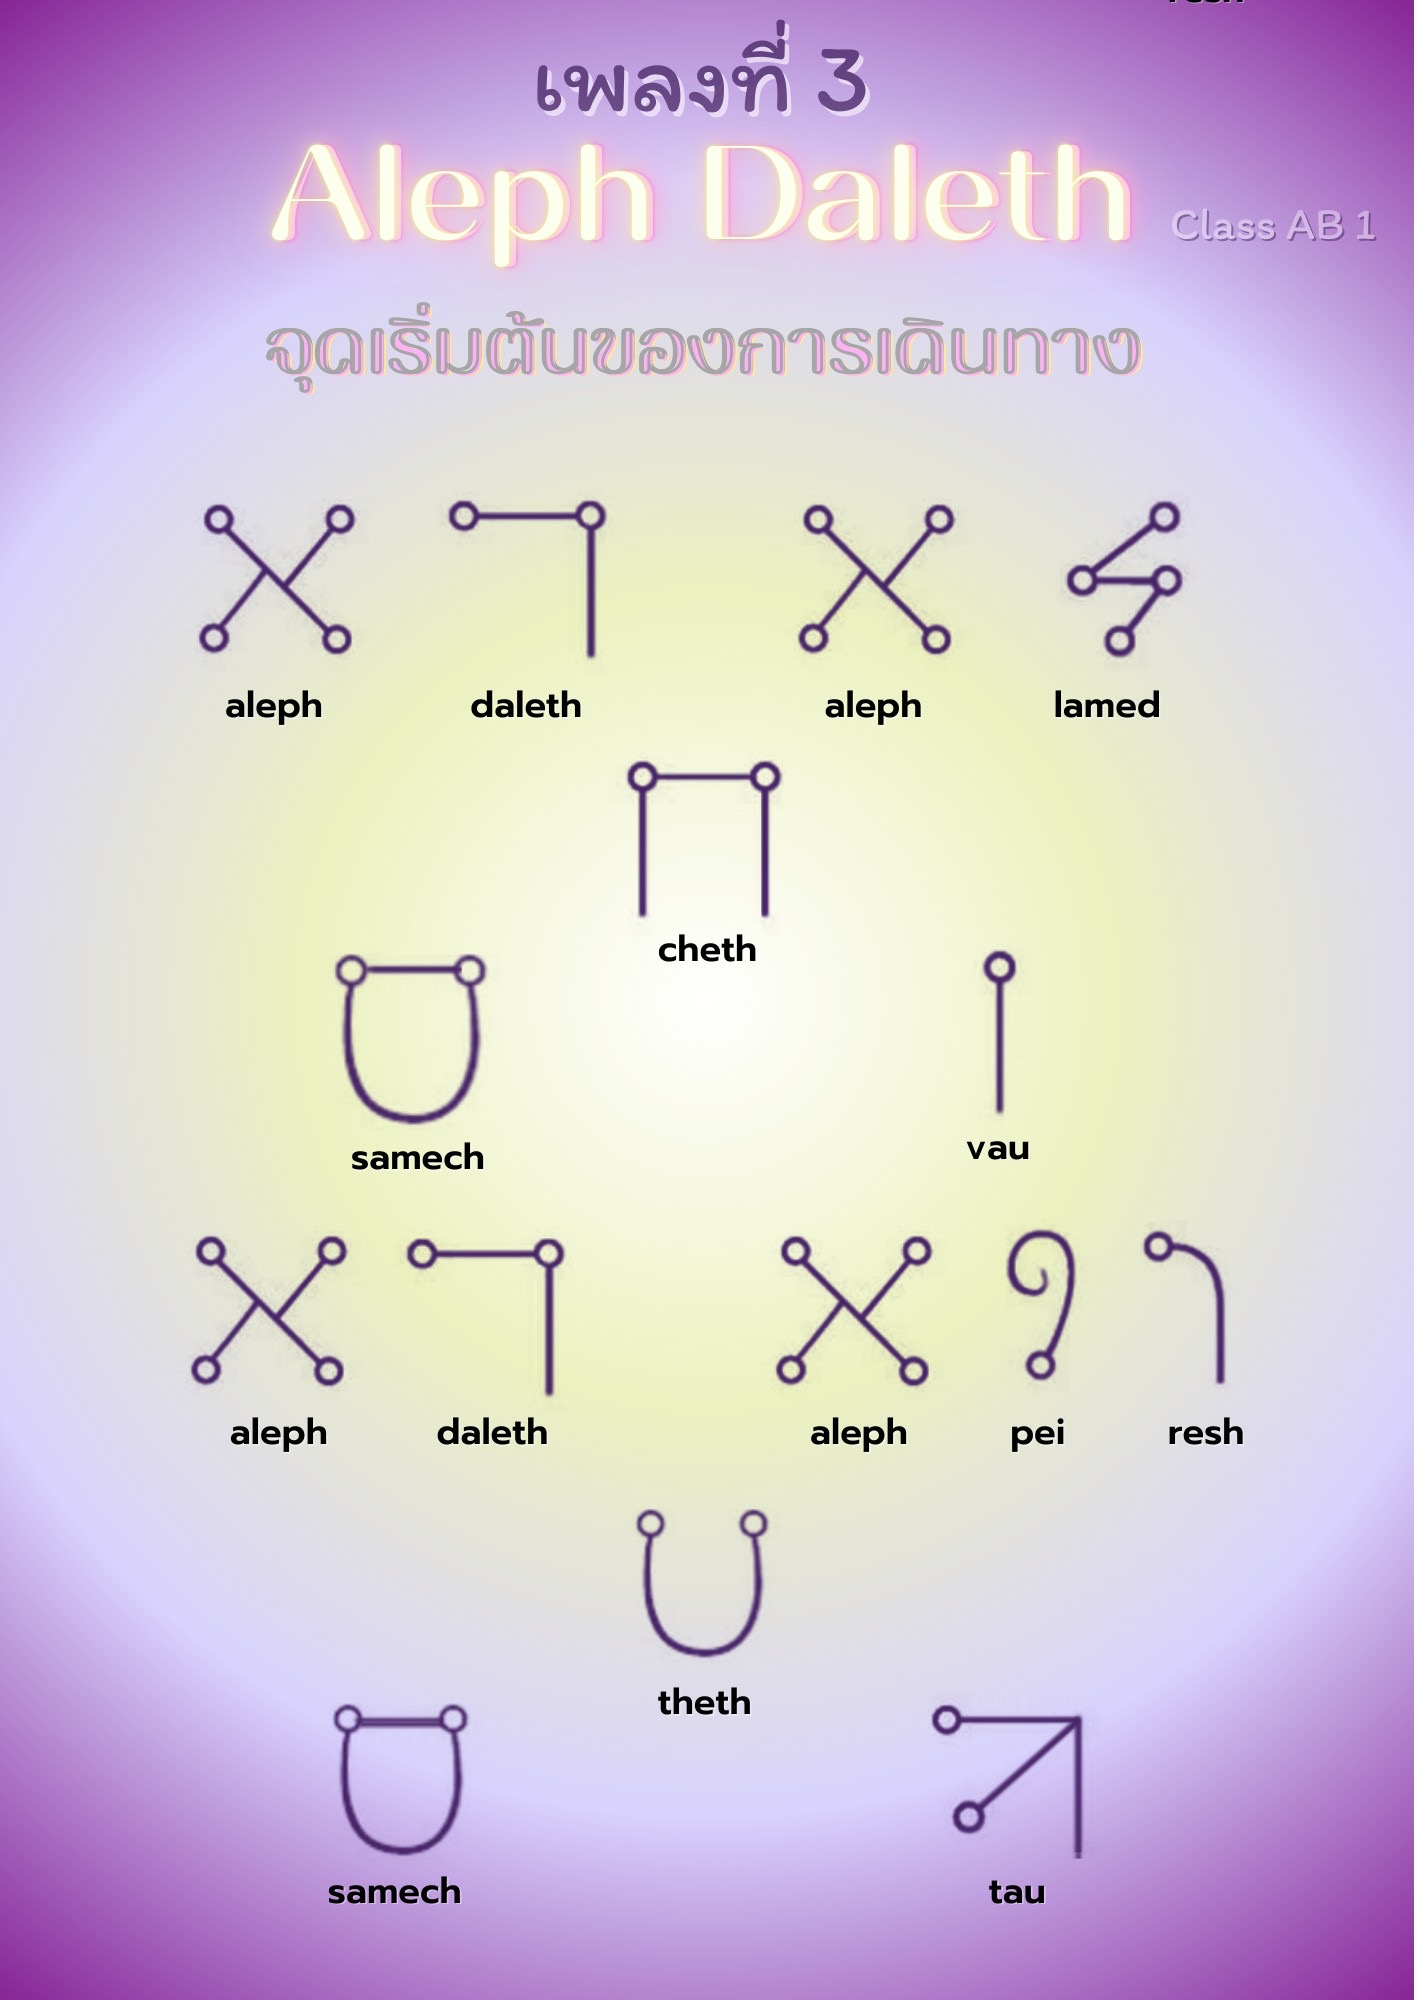 เพลงที่ 3
Aleph Daleth
Class AB 1
จุดเริ่มต้นของการเดินทาง
aleph daleth aleph lamed
cheth
samech vau
aleph daleth aleph pei resh
theth
samech tau